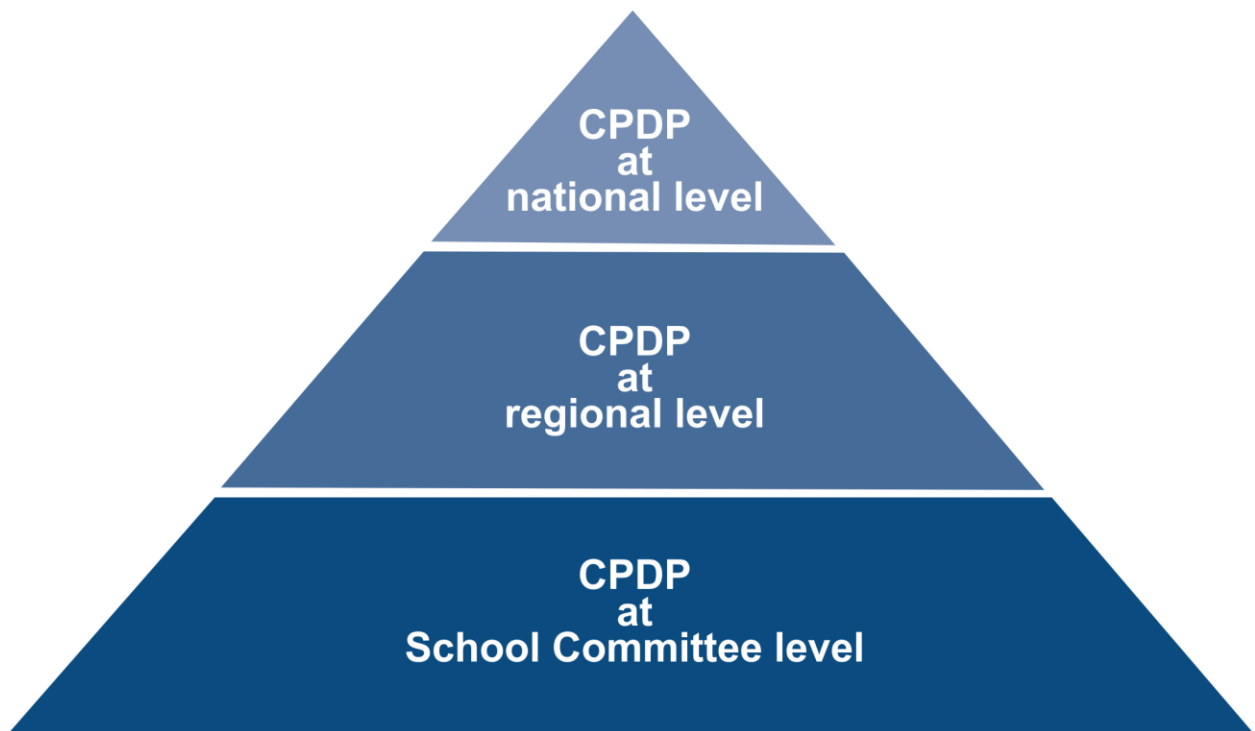 CPDP
at
national level
CPDP
at
regional level
CPDP
at
School Committee level